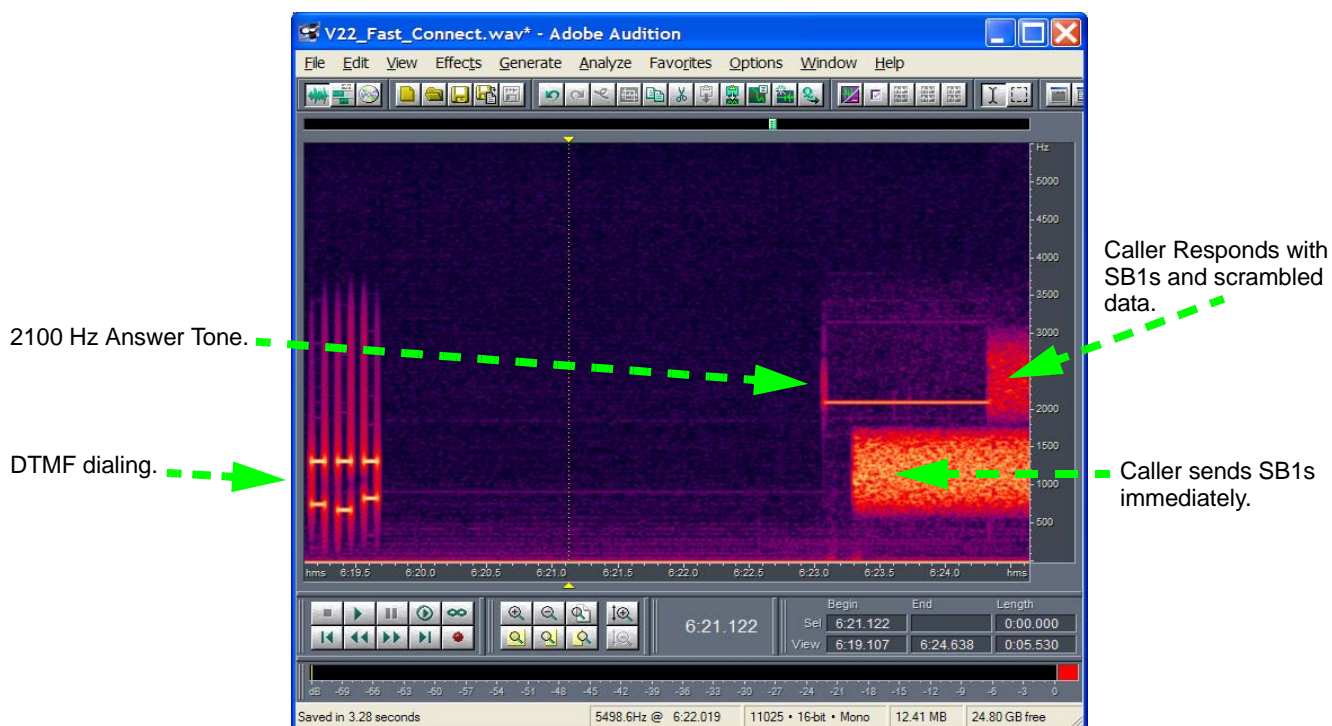 V22_Fast_Connect.wav* - Adobe Audition
File Edit View Effects Generate Analyze Favorites Options Window Help
Hz
5000
4500
4000
3500
3000
2500
2000
1500
1000
500
hms 6:19.5 6:20.0 6:20.5 6:21.0 6:21.5 6:22.0 6:22.5 6:23.0 6:23.5 6:24.0 hms
2100 Hz Answer Tone.
DTMF dialing.
Caller Responds with
SB1s and scrambled
data.
Caller sends SB1s
immediately.
6:21.122
Begin End Length
Sel 6:21.122 0:00.000
View 6:19.107 6:24.638 0:05.530
dB -69 -66 -63 -60 -57 -54 -51 -48 -45 -42 -39 -36 -33 -30 -27 -24 -21 -18 -15 -12 -9 -6 -3 0
Saved in 3.28 seconds 5498.6Hz @ 6:22.019 11025 • 16-bit • Mono 12.41 MB 24.80 GB free